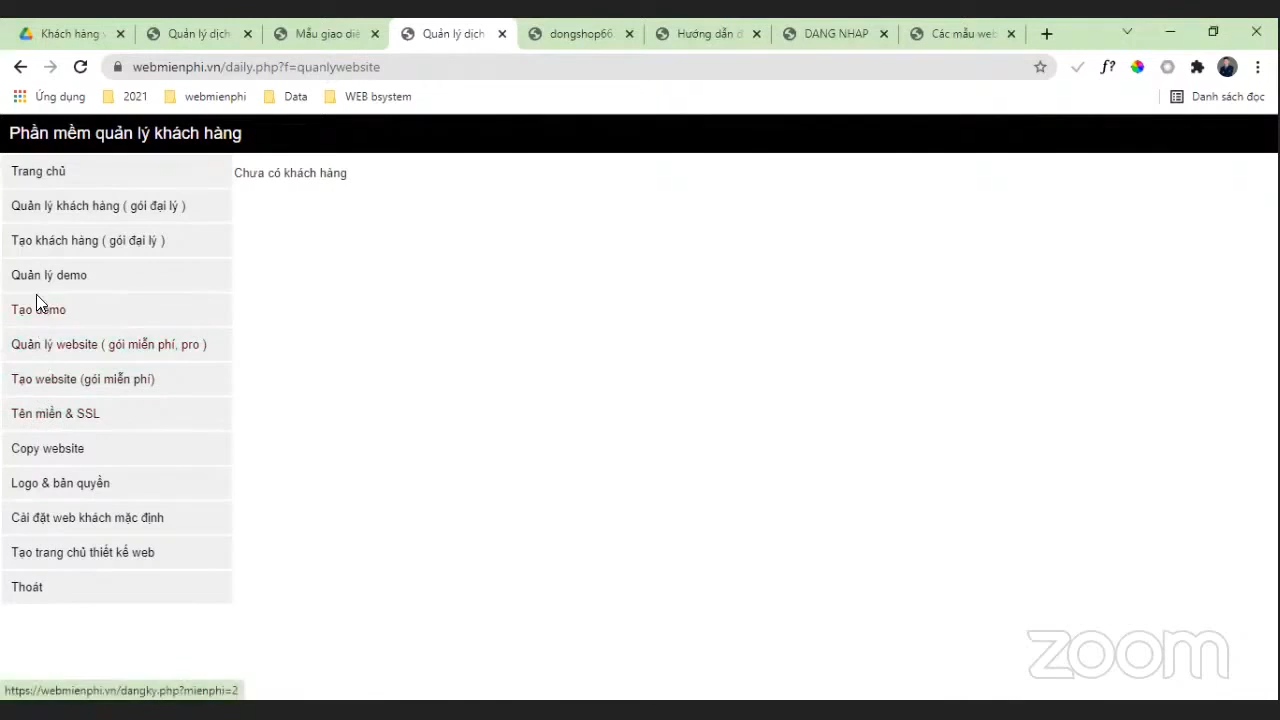 Khách hàng
Quản lý dịch
Mẫu giao diệ
Quản lý dịch
dongshop66
Hướng dẫn
DANG NHAP
Các mẫu web
webmienphi.vn/daily.php?f=quanlywebsite
f?
Ứng dụng
2021
webmienphi
Data
WEB bsystem
Danh sách đọc
Phần mềm quản lý khách hàng
Trang chủ
Chưa có khách hàng
Quản lý khách hàng ( gói đại lý )
Tạo khách hàng ( gói đại lý )
Quản lý demo
Tạo demo
Quản lý website ( gói miễn phí, pro )
Tạo website (gói miễn phí)
Tên miền & SSL
Copy website
Logo & bản quyền
Cài đặt web khách mặc định
Tạo trang chủ thiết kế web
Thoát
zoom
https://webmienphi.vn/dangky.php?mienphi=2